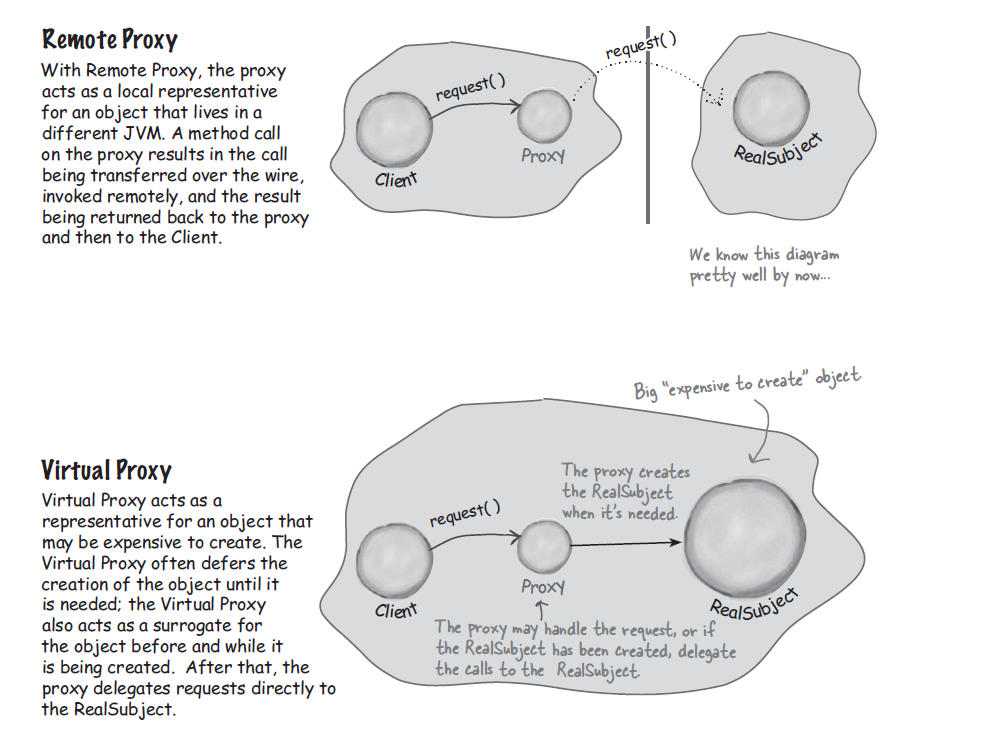 Remote Proxy
With Remote Proxy, the proxy
acts as a local representative
for an object that lives in a
different JVM. A method call
on the proxy results in the call
being transferred over the wire,
invoked remotely, and the result
being returned back to the proxy
and then to the Client.
request()
request()
Client
Proxy
RealSubject
We know this diagram
pretty well by now...
Big “expensive to create” object.
Virtual Proxy
Virtual Proxy acts as a
representative for an object that
may be expensive to create. The
Virtual Proxy often defers the
creation of the object until it
is needed; the Virtual Proxy
also acts as a surrogate for
the object before and while it
is being created. After that, the
proxy delegates requests directly to
the RealSubject.
The proxy creates
the RealSubject
when it's needed.
request()
Client
Proxy
RealSubject
The proxy may handle the request, or if
the RealSubject has been created, delegate
the calls to the RealSubject.